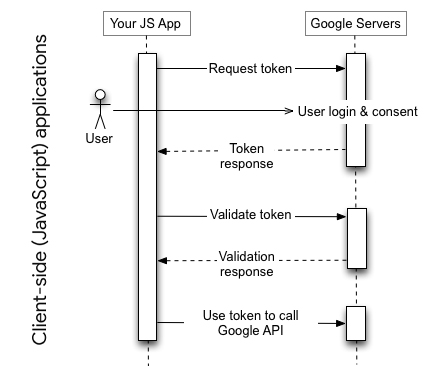 Your JS App
Google Servers
Request token
User login & consent
User
Token
response
Validate token
Validation
response
Use token to call
Google API
Client-side (JavaScript) applications